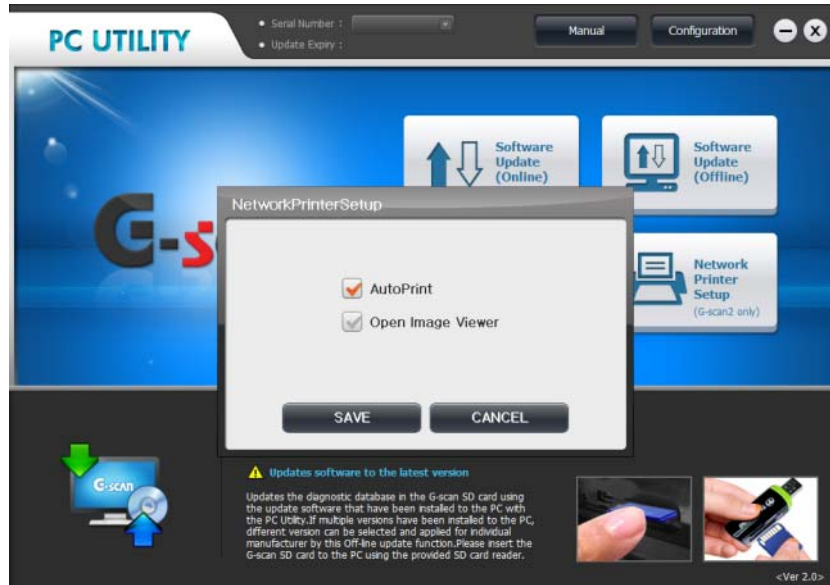 PC UTILITY
• Serial Number :
• Update Expiry :
Manual
Configuration
Software
Update
(Online)
Software
Update
(Offline)
G-s
NetworkPrinterSetup
AutoPrint
Open Image Viewer
SAVE
CANCEL
Network
Printer
Setup
(G-scan2 only)
G-scan
Updates software to the latest version
Updates the diagnostic database in the G-scan SD card using
the update software that have been installed to the PC with
the PC Utility.If multiple versions have been installed to the PC,
different version can be selected and applied for individual
manufacturer by this Off-line update function.Please insert the
G-scan SD card to the PC using the provided SD card reader.
<Ver 2.0>